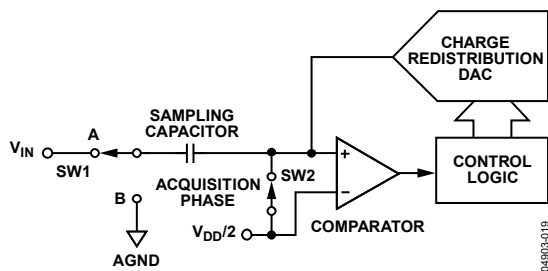 CHARGE
REDISTRIBUTION
DAC
SAMPLING
CAPACITOR
A
VIN
SW1
+
SW2
ACQUISITION
PHASE
−
CONTROL
LOGIC
B
VDD/2
COMPARATOR
AGND
04903-019